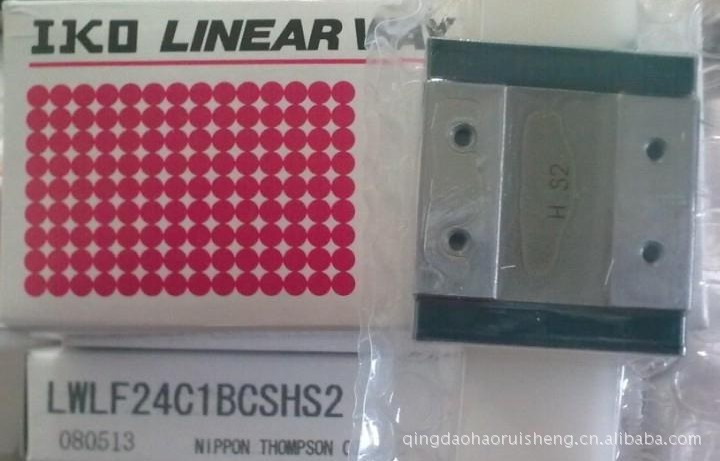 IKO LINEAR WAY
H S2
LWLF24C1BCSHS2
080513 NIPPON THOMPSON C
qingdaohaoruisheng.cn.alibaba.com